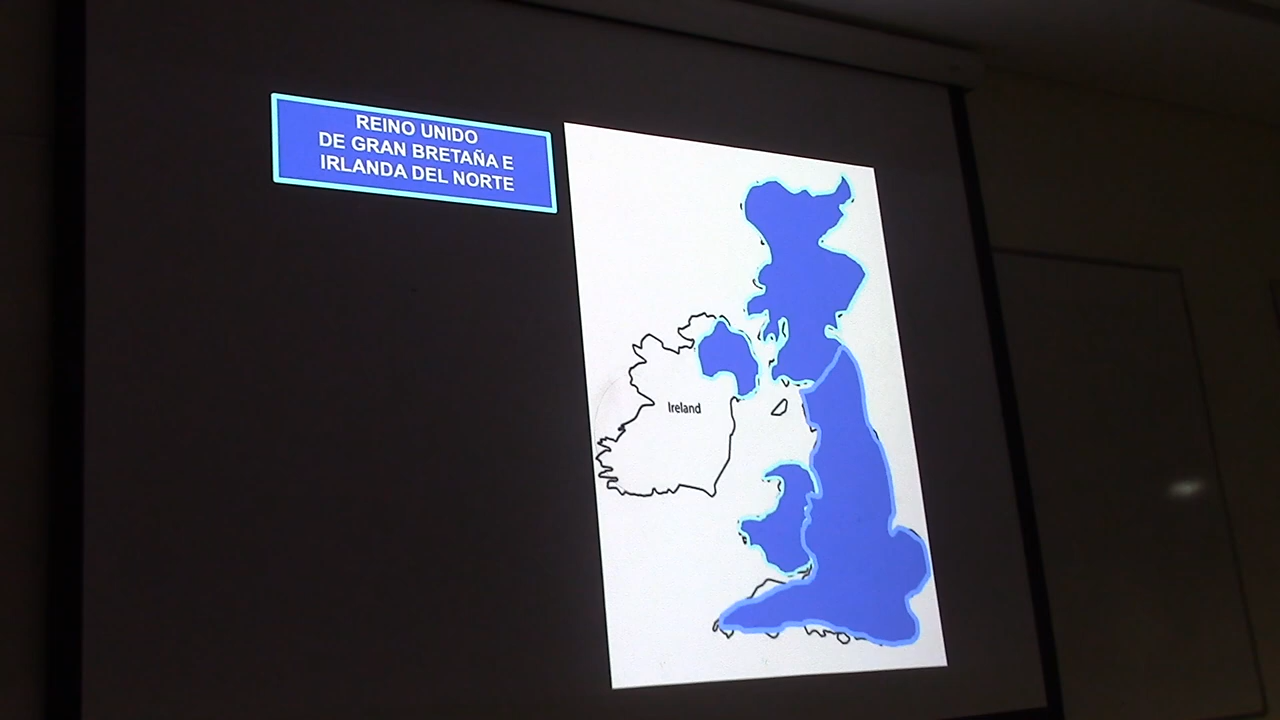 REINO UNIDO
DE GRAN BRETAÑA E
IRLANDA DEL NORTE
Ireland